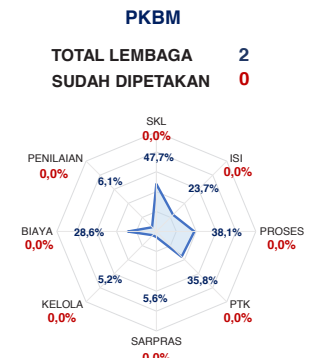 PKBM
TOTAL LEMBAGA 2
SUDAH DIPETAKAN 0
SKL
0,0%
47,7%
PENILAIAN
0,0%
6,1%
ISI
0,0%
23,7%
BIAYA
0,0%
28,6%
38,1%
PROSES
0,0%
5,2%
35,8%
KELOLA
0,0%
5,6%
PTK
0,0%
SARPRAS
0,0%